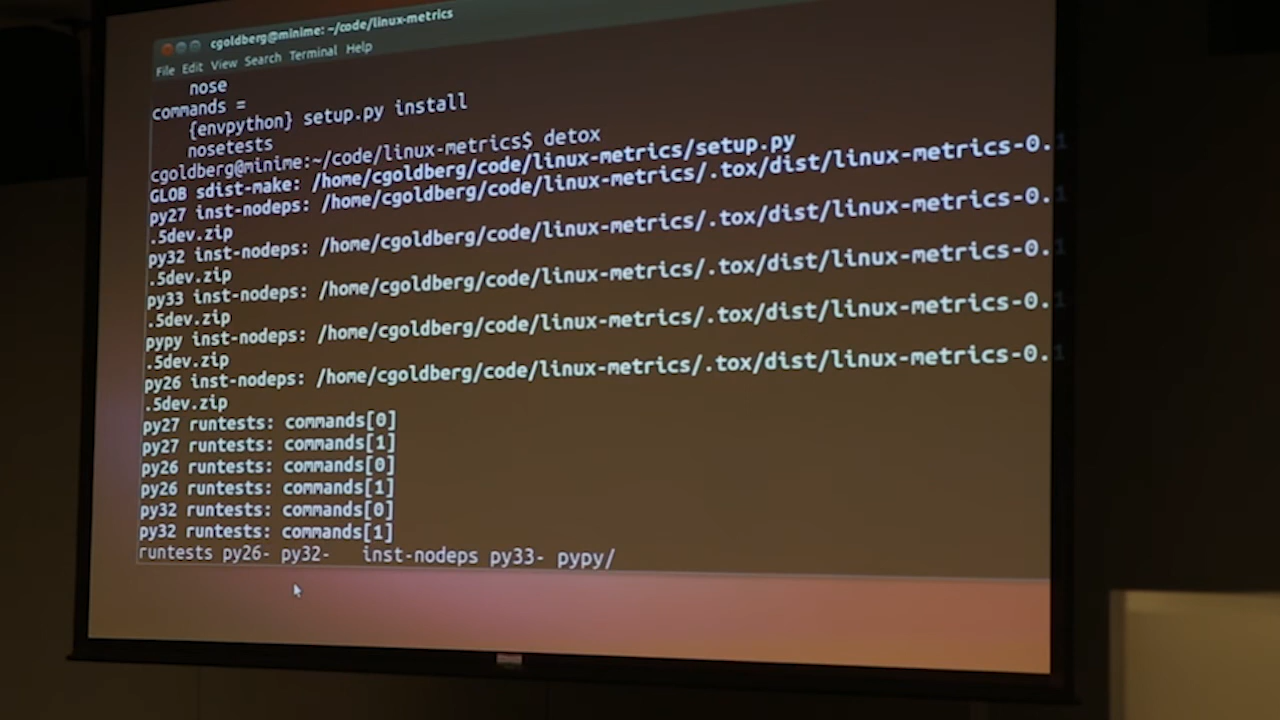 cgoldberg@minime: ~/code/linux-metrics
File Edit View Search Terminal Help
nose
commands =
{envpython} setup.py install
nosetests
cgoldberg@minime:~/code/linux-metrics$ detox
GLOB sdist-make: /home/cgoldberg/code/linux-metrics/setup.py
py27 inst-nodeps: /home/cgoldberg/code/linux-metrics/.tox/dist/linux-metrics-0.1
.5dev.zip
py32 inst-nodeps: /home/cgoldberg/code/linux-metrics/.tox/dist/linux-metrics-0.1
.5dev.zip
py33 inst-nodeps: /home/cgoldberg/code/linux-metrics/.tox/dist/linux-metrics-0.1
.5dev.zip
pypy inst-nodeps: /home/cgoldberg/code/linux-metrics/.tox/dist/linux-metrics-0.1
.5dev.zip
py26 inst-nodeps: /home/cgoldberg/code/linux-metrics/.tox/dist/linux-metrics-0.1
.5dev.zip
py27 runtests: commands[0]
py27 runtests: commands[1]
py26 runtests: commands[0]
py26 runtests: commands[1]
py32 runtests: commands[0]
py32 runtests: commands[1]
runtests py26- py32- inst-nodeps py33- pypy/